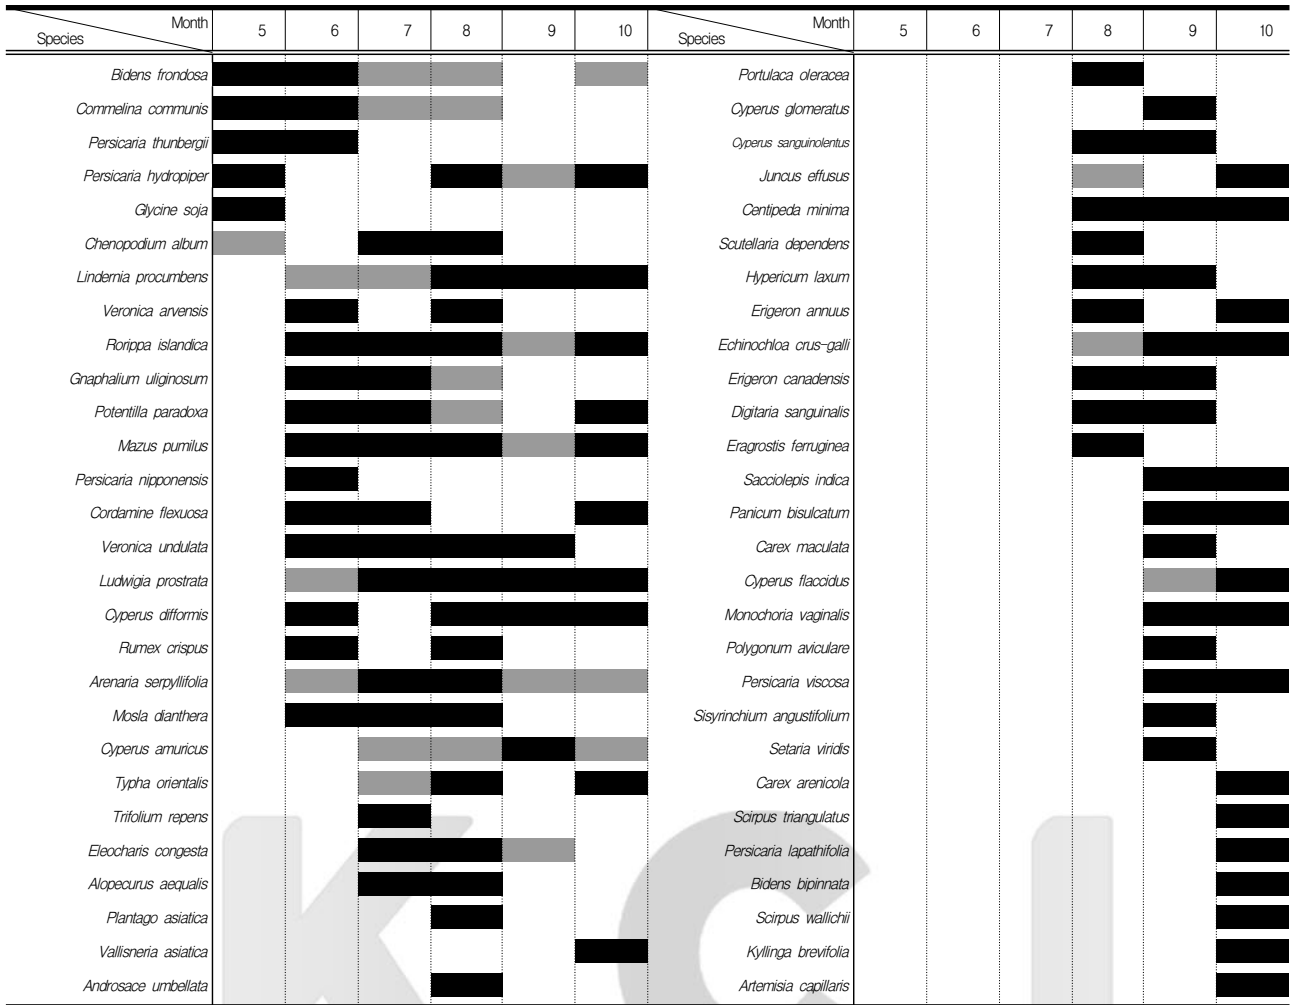 Month Month
Species 5 6 7 8 9 10 Species 5 6 7 8 9 10
Bidens frondosa Portulaca oleracea
Commelina communis Cyperus glomeratus
Persicaria thunbergii Cyperus sanguinolentus
Persicaria hydropiper Juncus effusus
Glycine soja Centipeda minima
Chenopodium album Scutellaria dependens
Lindernia procumbens Hypericum laxum
Veronica arvensis Erigeron annuus
Rorippa islandica Echinochloa crus-galli
Gnaphalium uliginosum Erigeron canadensis
Potentilla paradoxa Digitaria sanguinalis
Mazus pumilus Eragrostis ferruginea
Persicaria nipponensis Sacciolepis indica
Cordamine flexuosa Panicum bisulcatum
Veronica undulata Carex maculata
Ludwigia prostrata Cyperus flaccidus
Cyperus difformis Monochoria vaginalis
Rumex crispus Polygonum aviculare
Arenaria serpyllifolia Persicaria viscosa
Mosla dianthera Sisyrinchium angustifolium
Cyperus amuricus Setaria viridis
Typha orientalis Carex arenicola
Trifolium repens Scirpus triangulatus
Eleocharis congesta Persicaria lapathifolia
Alopecurus aequalis Bidens bipinnata
Plantago asiatica Scirpus wallichii
Vallisneria asiatica Kyllinga brevifolia
Androsace umbellata Artemisia capillaris
KCI